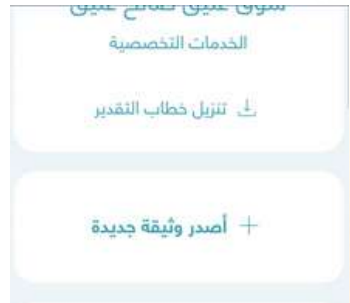 الخدمات التخصصية
تنزيل خطاب التقدير
أصدر وثيقة جديدة